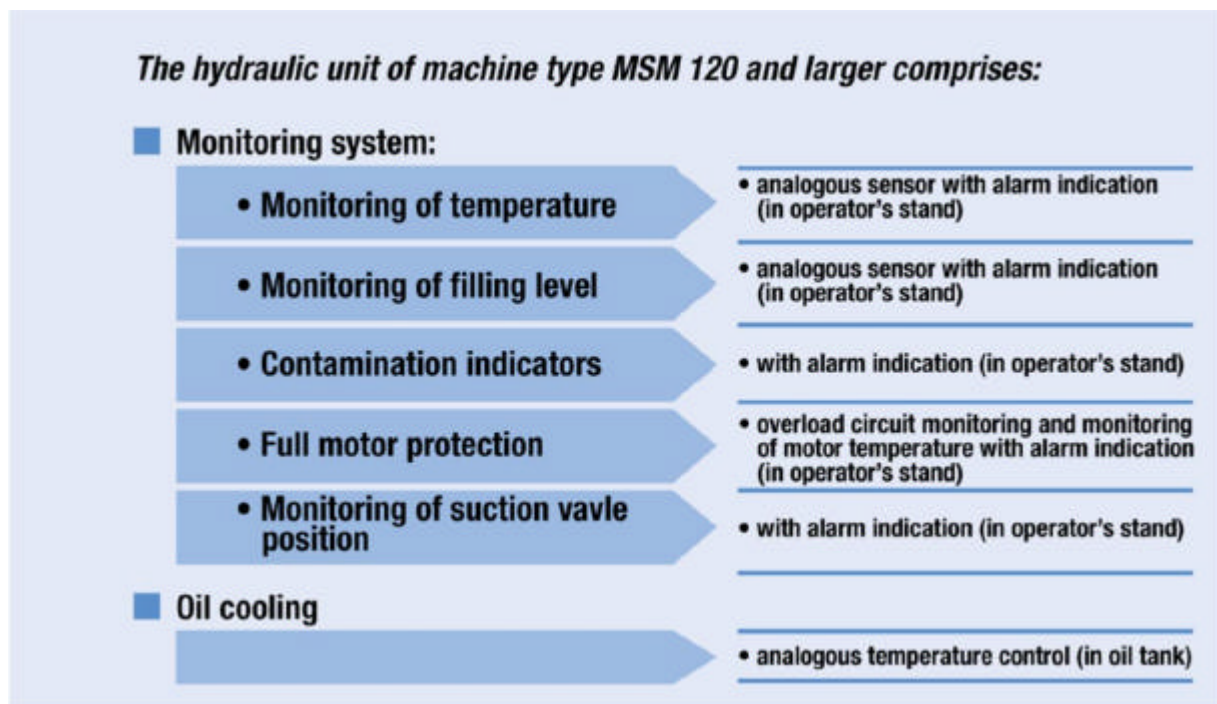 The hydraulic unit of machine type MSM 120 and larger comprises:
Monitoring system:
• Monitoring of temperature
• analogous sensor with alarm indication
(in operator's stand)
• Monitoring of filling level
• analogous sensor with alarm indication
(in operator's stand)
• Contamination indicators
• with alarm indication (in operator's stand)
• Full motor protection
• overload circuit monitoring and monitoring
of motor temperature with alarm indication
(in operator's stand)
• Monitoring of suction vavle
position
• with alarm indication (in operator's stand)
Oil cooling
• analogous temperature control (in oil tank)